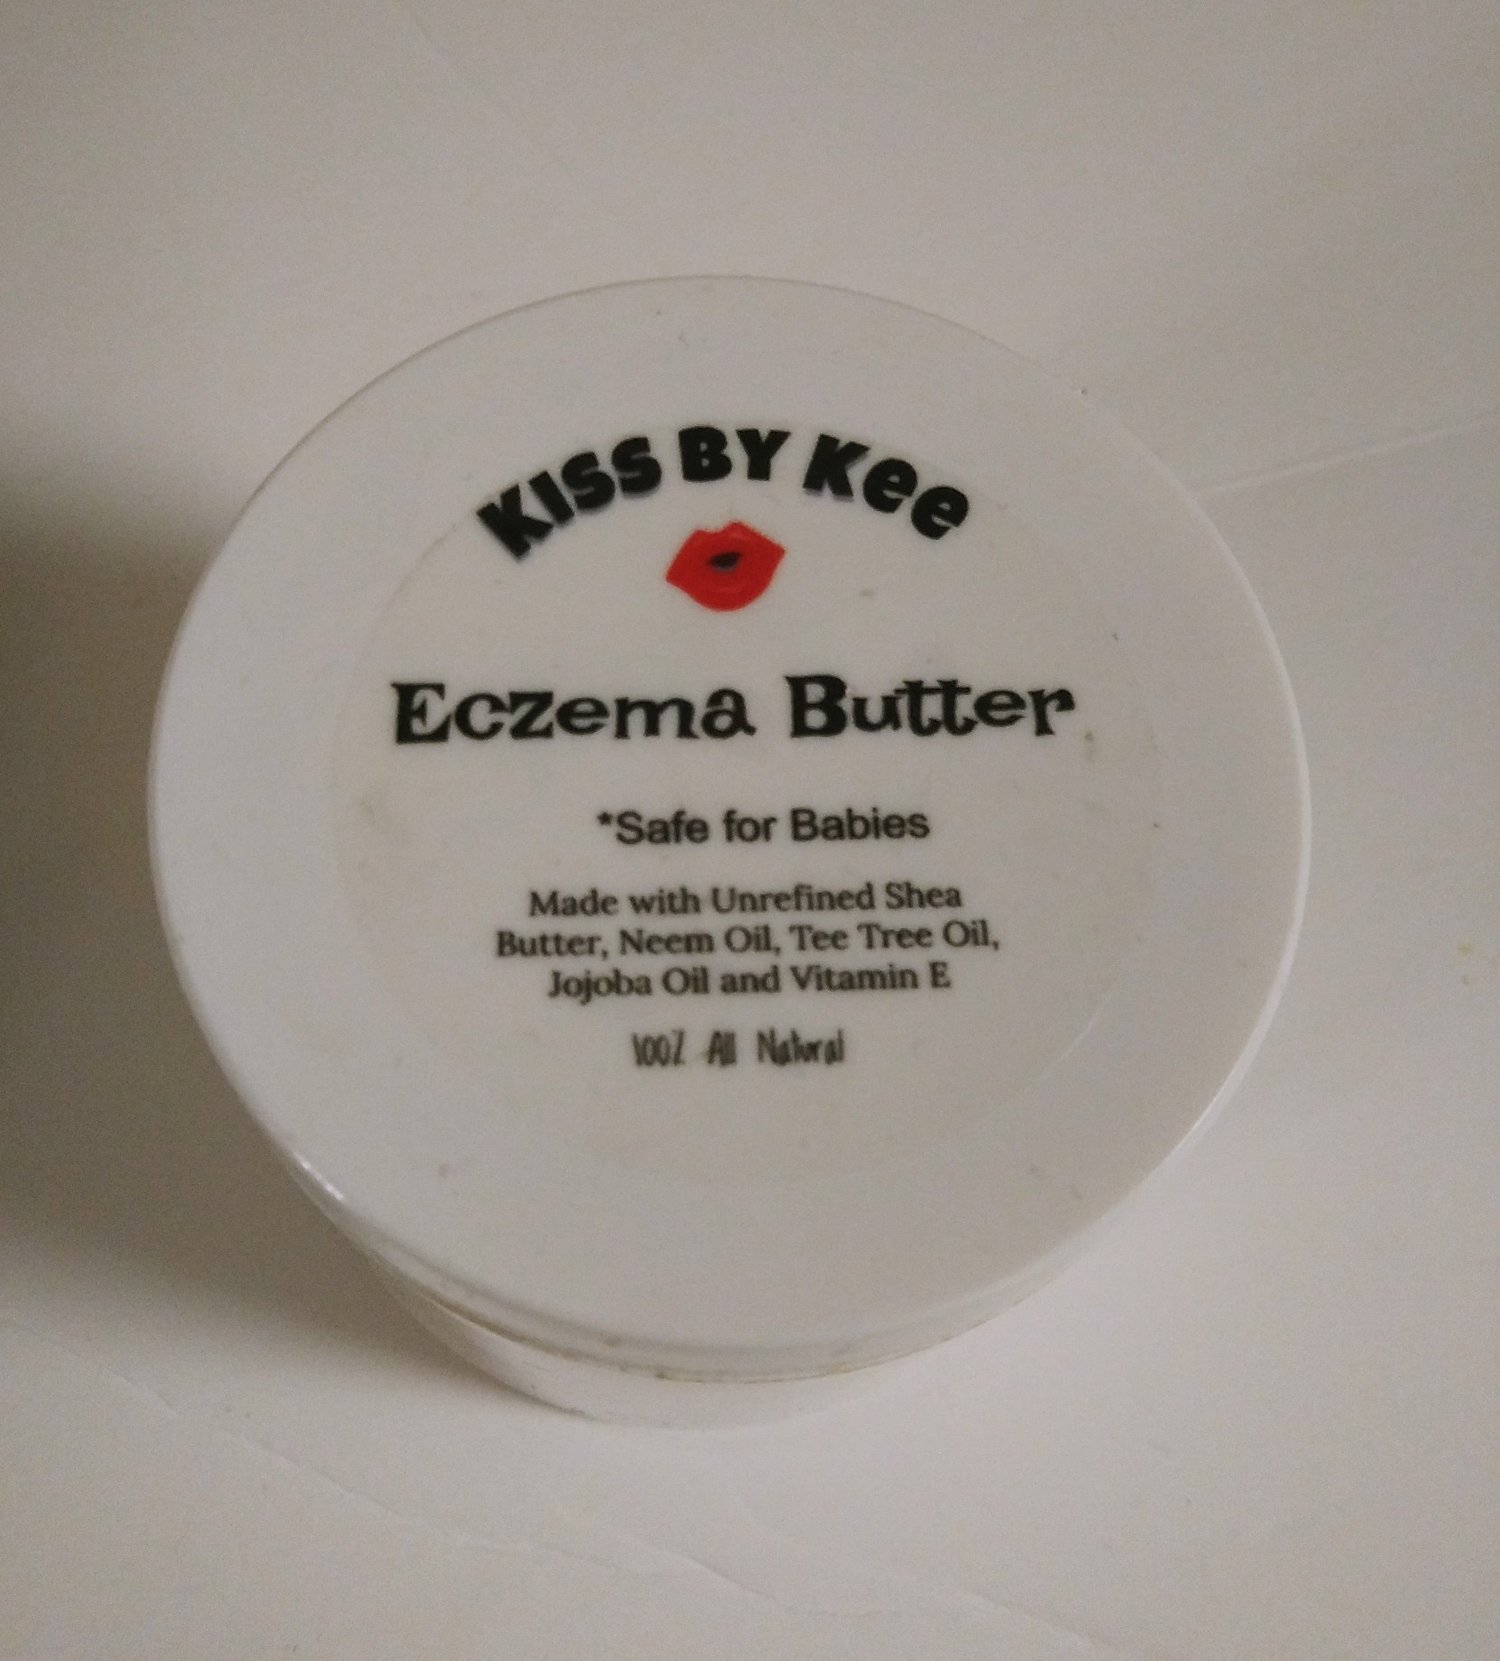 KISS BY Kee
Eczema Butter
*Safe for Babies
Made with Unrefined Shea
Butter, Neem Oil, Tee Tree Oil,
Jojoba Oil and Vitamin E
100% All Natural